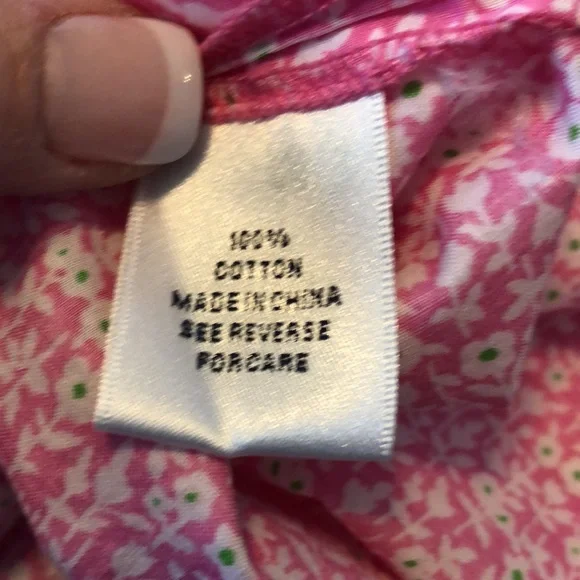 100%
COTTON
MADE IN CHINA
SEE REVERSE
FOR CARE